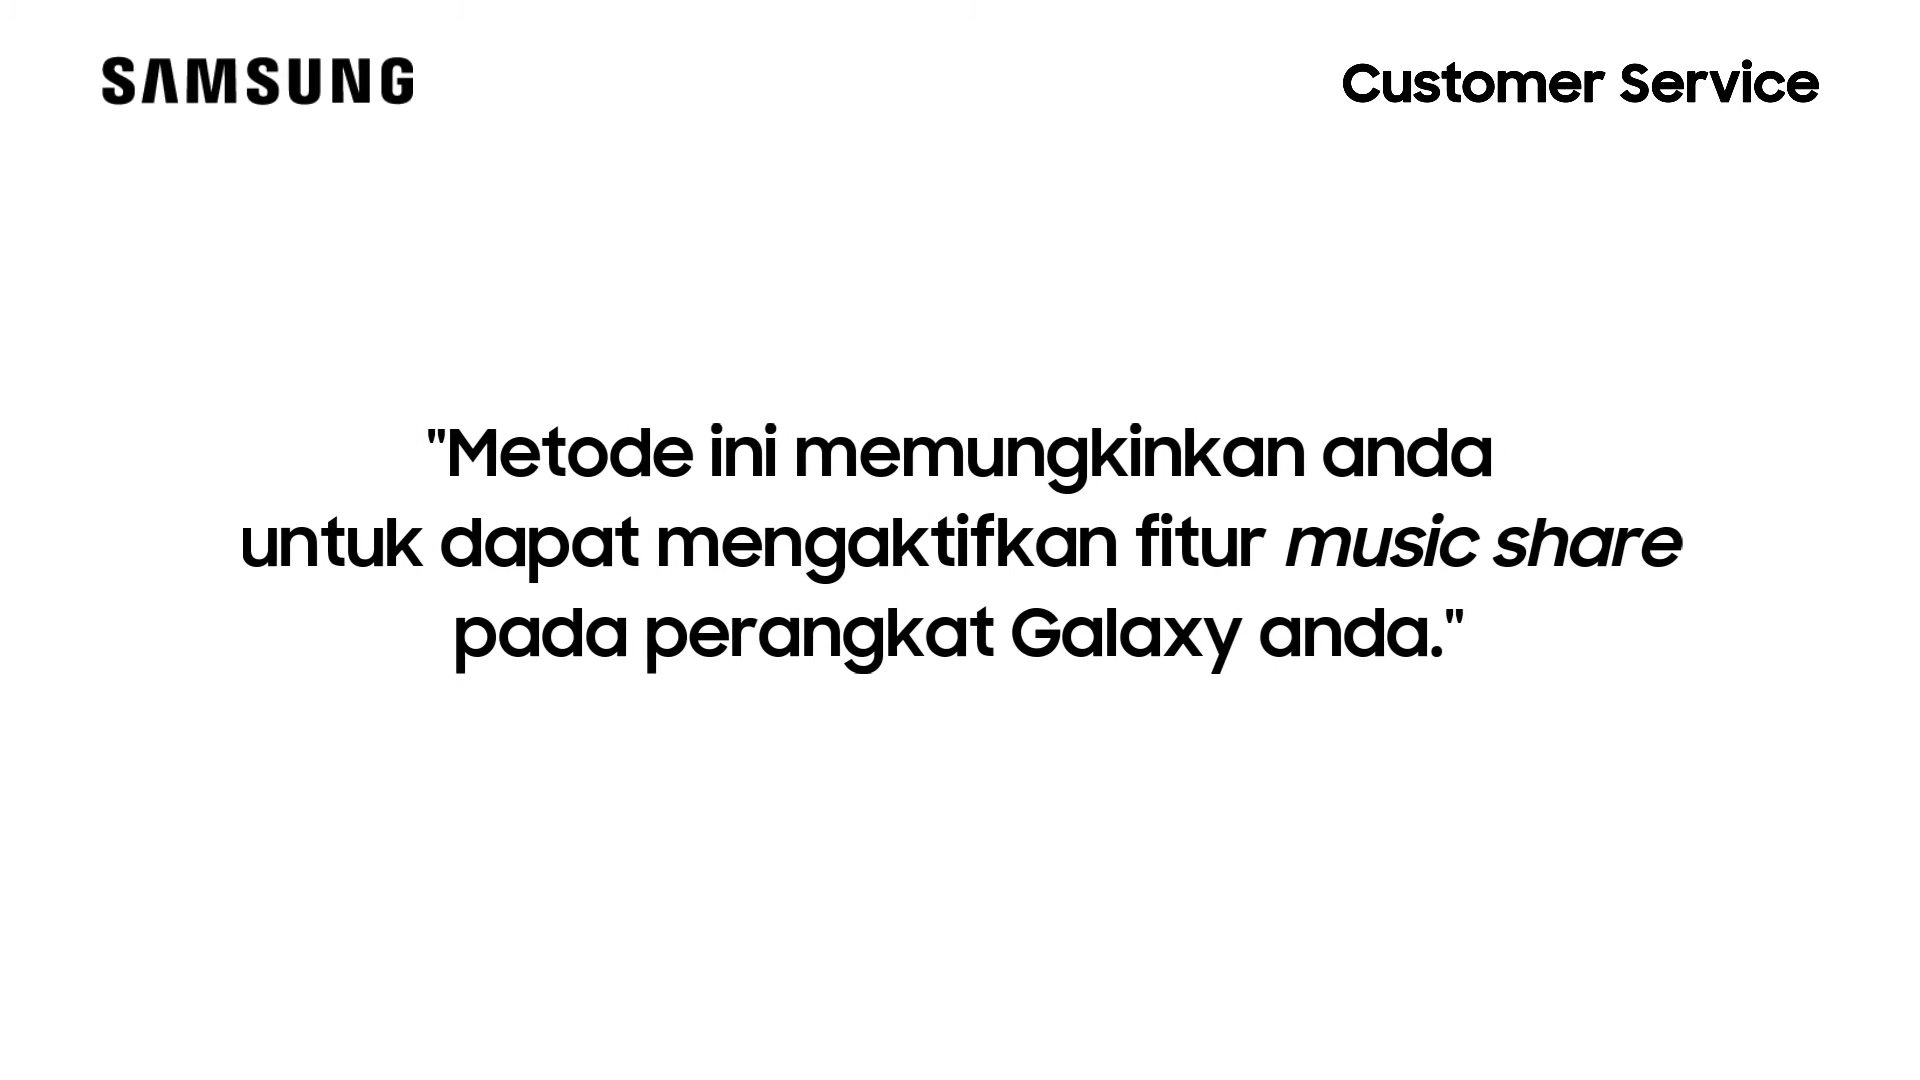 SAMSUNG
Customer Service
"Metode ini memungkinkan anda
untuk dapat mengaktifkan fitur music share
pada perangkat Galaxy anda."